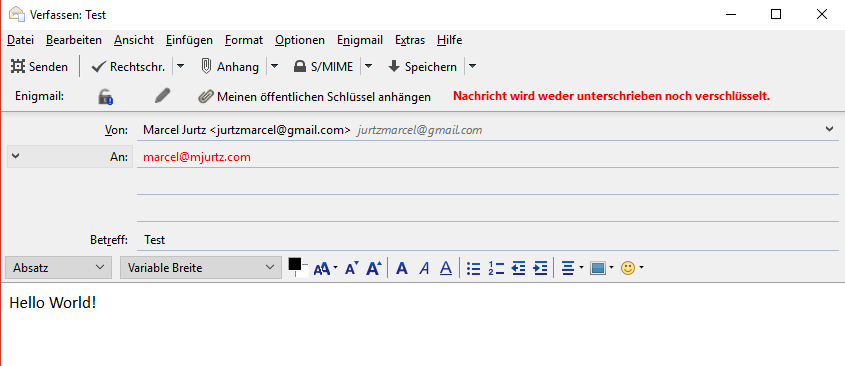 Verfassen: Test
Datei Bearbeiten Ansicht Einfügen Format Optionen Enigmail Extras Hilfe
Senden Rechtschr. Anhang S/MIME Speichern
Enigmail: Meinen öffentlichen Schlüssel anhängen Nachricht wird weder unterschrieben noch verschlüsselt.
Von: Marcel Jurtz <jurtzmarcel@gmail.com> jurtzmarcel@gmail.com
An: marcel@mjurtz.com
Betreff: Test
Absatz Variable Breite
Hello World!